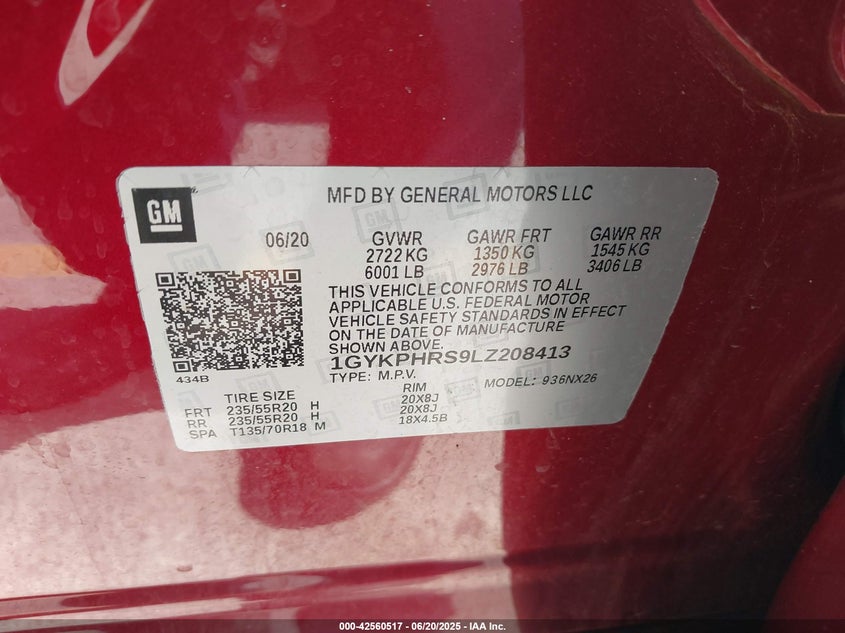 GM
MFD BY GENERAL MOTORS LLC
06/20 GVWR GAWR FRT GAWR RR
2722 KG 1350 KG 1545 KG
6001 LB 2976 LB 3406 LB
THIS VEHICLE CONFORMS TO ALL
APPLICABLE U.S. FEDERAL MOTOR
VEHICLE SAFETY STANDARDS IN EFFECT
ON THE DATE OF MANUFACTURE
SHOWN ABOVE.
1GYKPHRS9LZ208413
434B
TYPE: M.P.V. MODEL: 936NX26
TIRE SIZE RIM
FRT 235/55R20 H 20X8J
RR 235/55R20 H 20X8J
SPA T135/70R18 M 18X4.5B
000-42560517 / 06/20/2025 - IAA Inc.